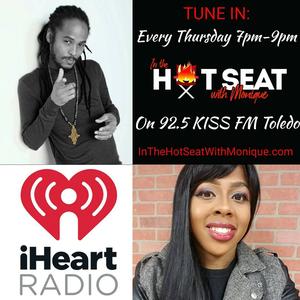 TUNE IN:
Every Thursday 7pm-9pm
In the
HOT SEAT
with Monique
On 92.5 KISS FM Toledo
InTheHotSeatWithMonique.com
iHeart
RADIO